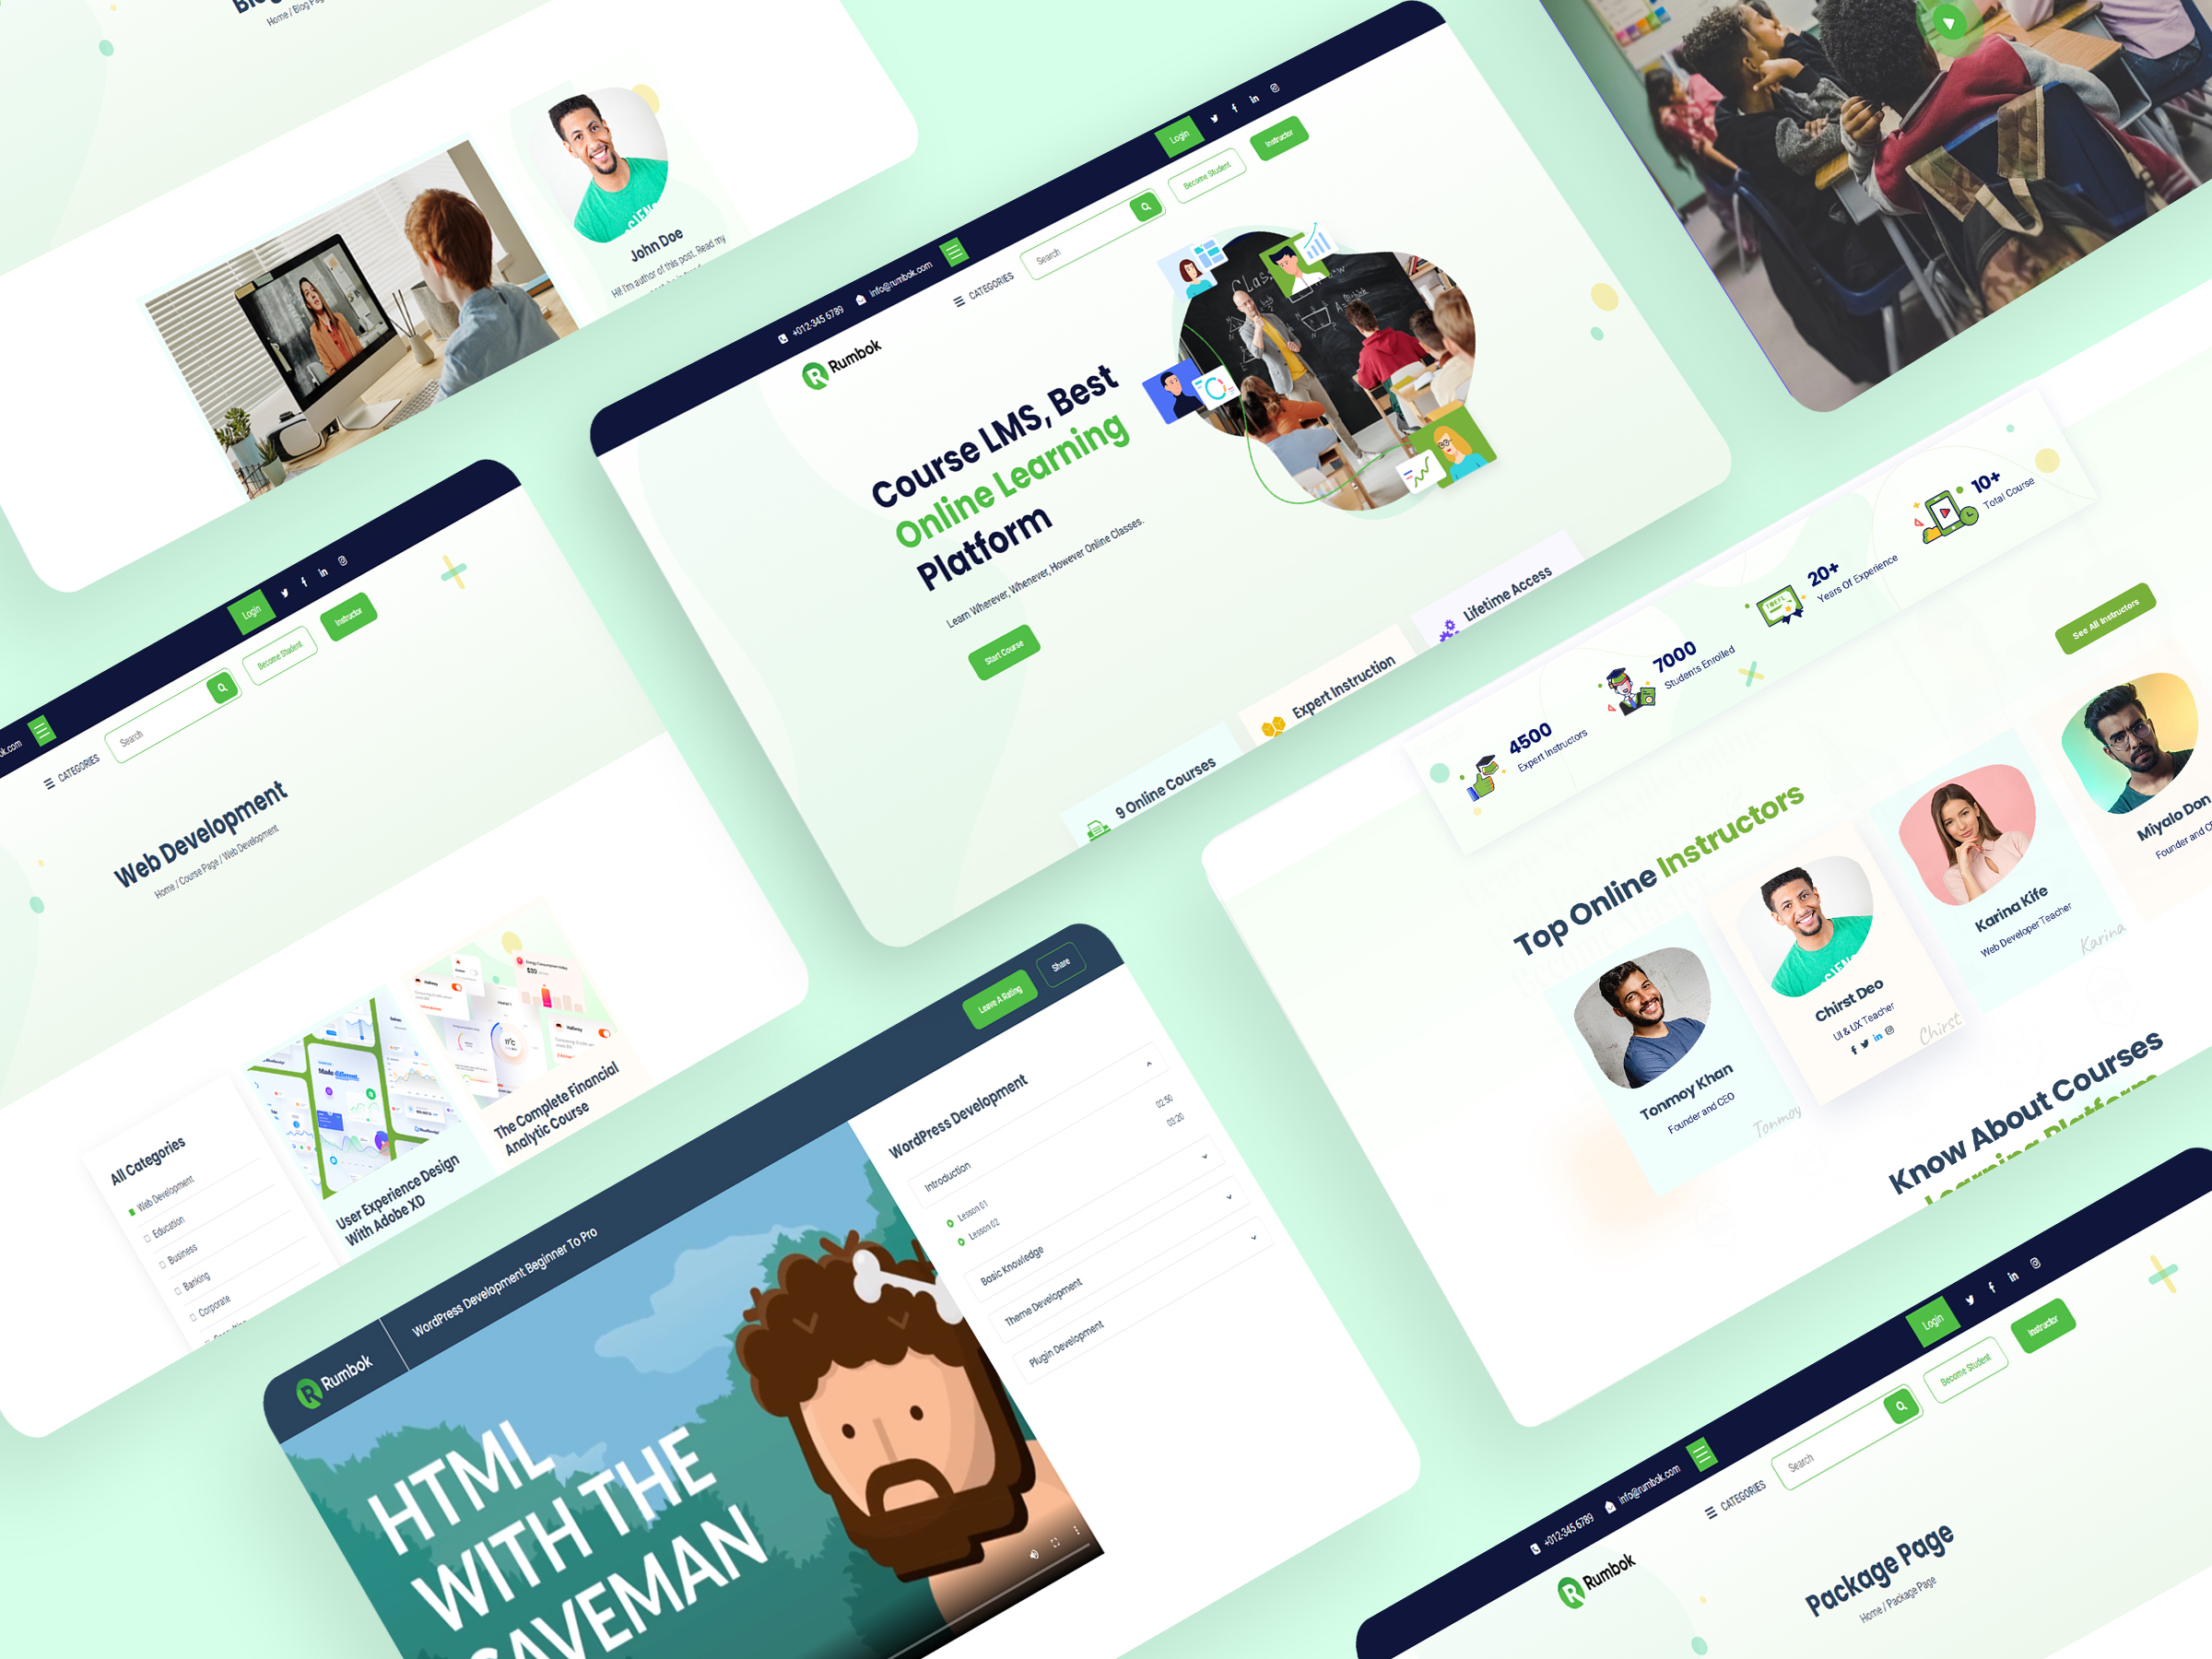 Home / Blog Page
John Doe
Hi! I'm author of this post. Read my
Login
Become Student
Instructor
Search
+012-345 6789
info@rumbok.com
CATEGORIES
Rumbok
Course LMS, Best
Online Learning
Platform
Learn Wherever, Whenever, However Online Classes.
Start Course
9 Online Courses
Expert Instruction
Lifetime Access
Class
Login
Become Student
Instructor
Search
CATEGORIES
Web Development
Home / Course Page / Web Development
All Categories
Web Development
Education
Business
Banking
Corporate
User Experience Design
With Adobe XD
The Complete Financial
Analytic Course
4500
Expert Instructors
7000
Students Enrolled
20+
Years Of Experience
10+
Total Course
TOEFL
See All Instructors
Top Online Instructors
Tonmoy Khan
Founder and CEO
Tonmoy
Chirst Deo
UI & UX Teacher
Chirst
Karina Kife
Web Developer Teacher
Karina
Miyalo Don
Founder and
Know About Courses
Learning Platform
Rumbok
WordPress Development Beginner To Pro
Leave A Rating
Share
HTML
WITH THE
CAVEMAN
WordPress Development
Introduction
Lesson 01
02:50
Lesson 02
03:20
Basic Knowledge
Theme Development
Plugin Development
+012-345 6789
info@rumbok.com
Login
Become Student
Instructor
Search
CATEGORIES
Rumbok
Package Page
Home / Package Page